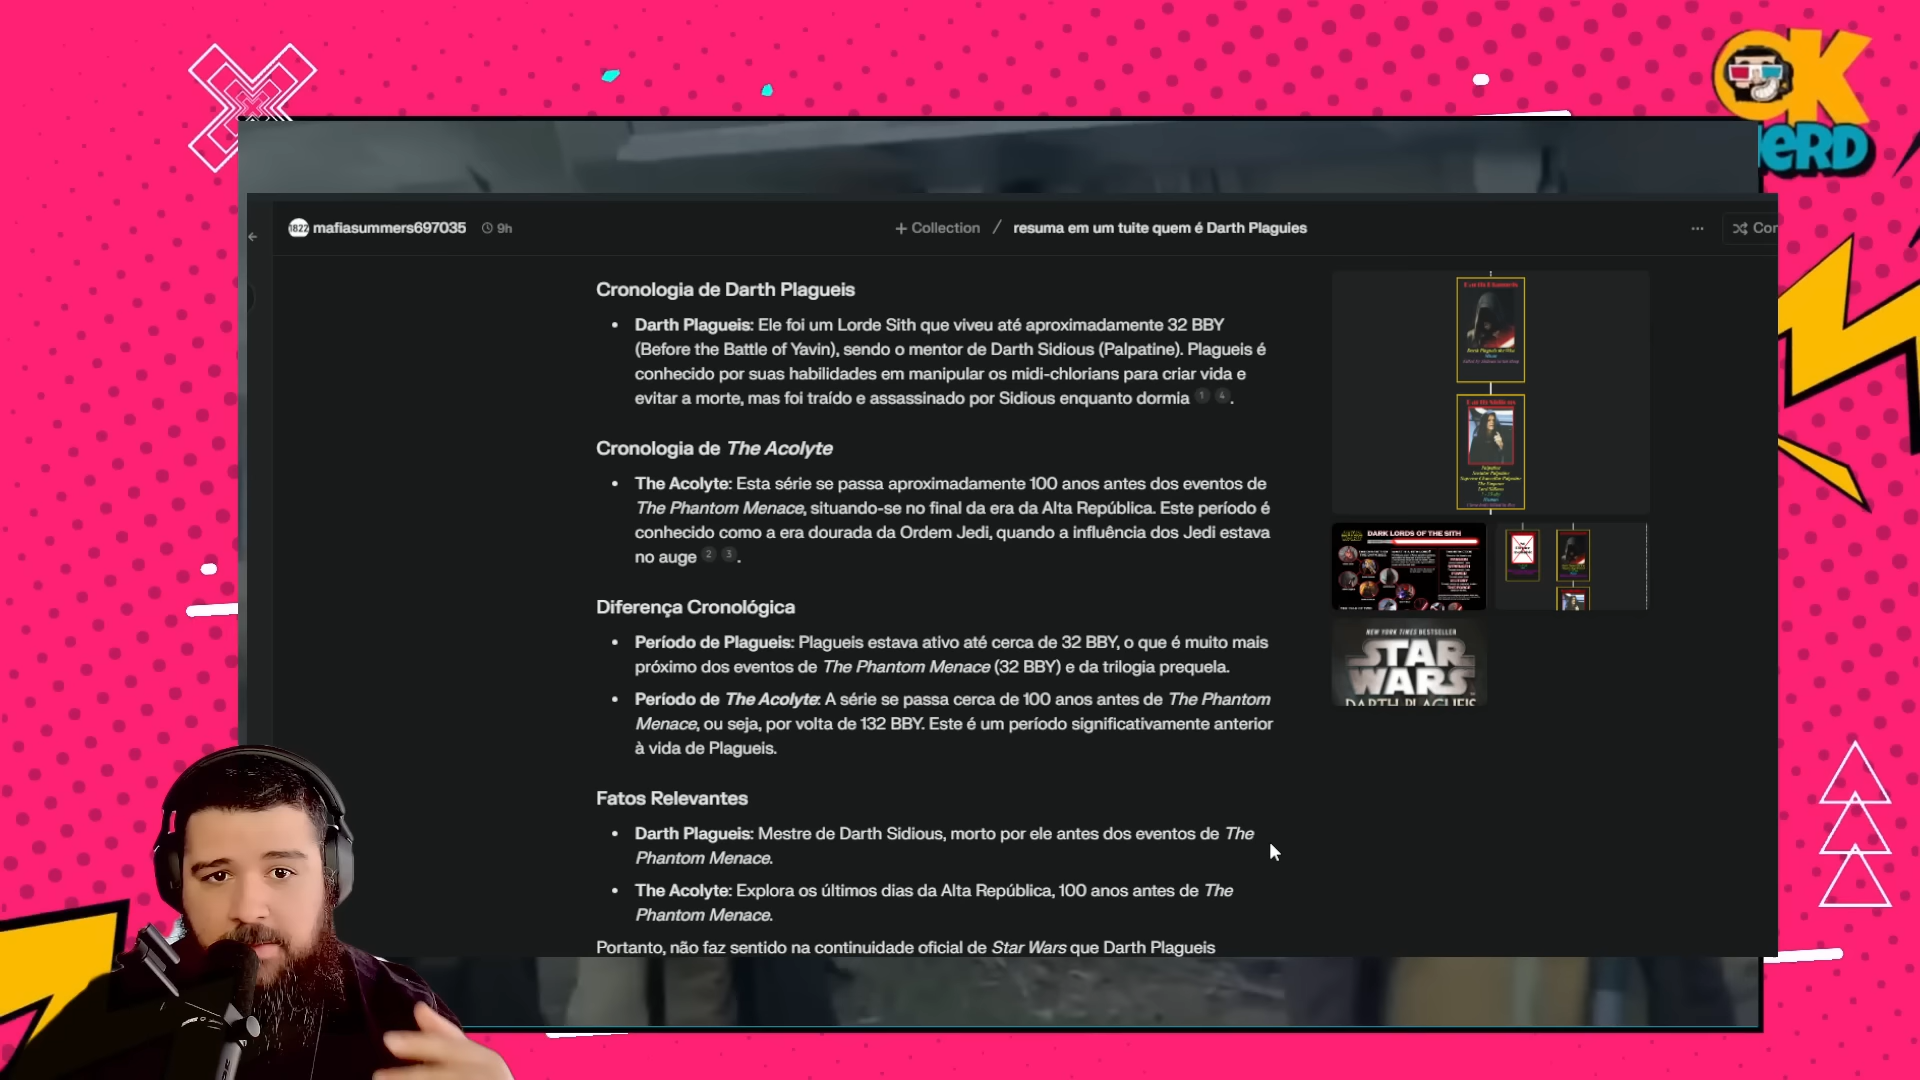 OK
NERD
1822 mafiasummers697035 9h
+ Collection / resuma em um tuite quem é Darth Plaguies
... Con
Cronologia de Darth Plagueis
• Darth Plagueis: Ele foi um Lorde Sith que viveu até aproximadamente 32 BBY
(Before the Battle of Yavin), sendo o mentor de Darth Sidious (Palpatine). Plagueis é
conhecido por suas habilidades em manipular os midi-chlorians para criar vida e
evitar a morte, mas foi traído e assassinado por Sidious enquanto dormia 1 4.
Cronologia de The Acolyte
• The Acolyte: Esta série se passa aproximadamente 100 anos antes dos eventos de
The Phantom Menace, situando-se no final da era da Alta República. Este período é
conhecido como a era dourada da Ordem Jedi, quando a influência dos Jedi estava
no auge 2 3.
Diferença Cronológica
• Período de Plagueis: Plagueis estava ativo até cerca de 32 BBY, o que é muito mais
próximo dos eventos de The Phantom Menace (32 BBY) e da trilogia prequela.
• Período de The Acolyte: A série se passa cerca de 100 anos antes de The Phantom
Menace, ou seja, por volta de 132 BBY. Este é um período significativamente anterior
à vida de Plagueis.
Fatos Relevantes
• Darth Plagueis: Mestre de Darth Sidious, morto por ele antes dos eventos de The
Phantom Menace.
• The Acolyte: Explora os últimos dias da Alta República, 100 anos antes de The
Phantom Menace.
Portanto, não faz sentido na continuidade oficial de Star Wars que Darth Plagueis
Darth Plagueis
Darth Sidious
DARK LORDS OF THE SITH
NEW YORK TIMES BESTSELLER
STAR
WARS
DARTH PLAGUEIS